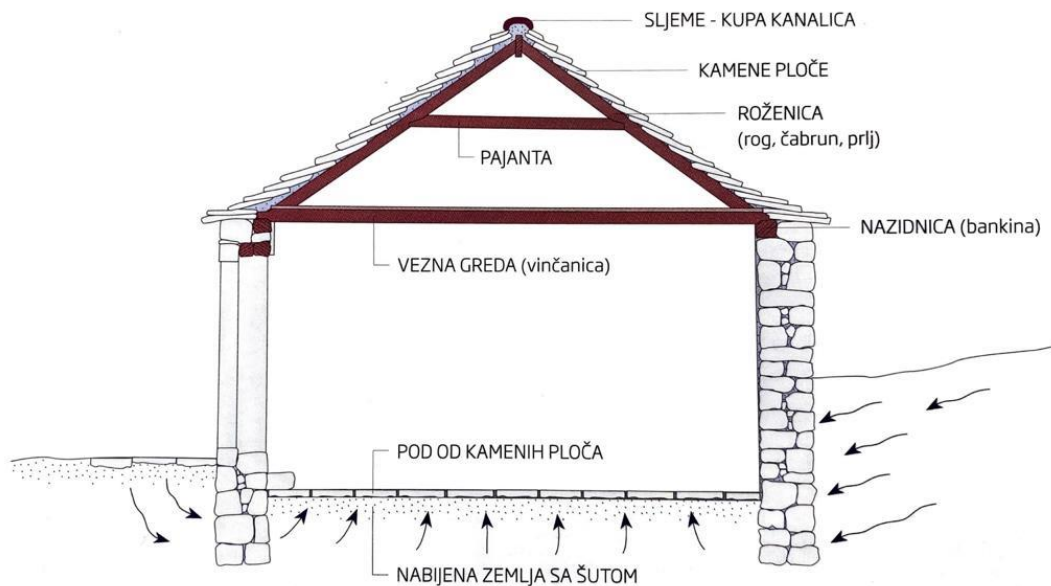 SLJEME - KUPA KANALICA
KAMENE PLOČE
ROŽENICA
(rog, čabrun, prlj)
PAJANTA
NAZIDNICA (bankina)
VEZNA GREDA (vinčanica)
POD OD KAMENIH PLOČA
NABIJENA ZEMLJA SA ŠUTOM